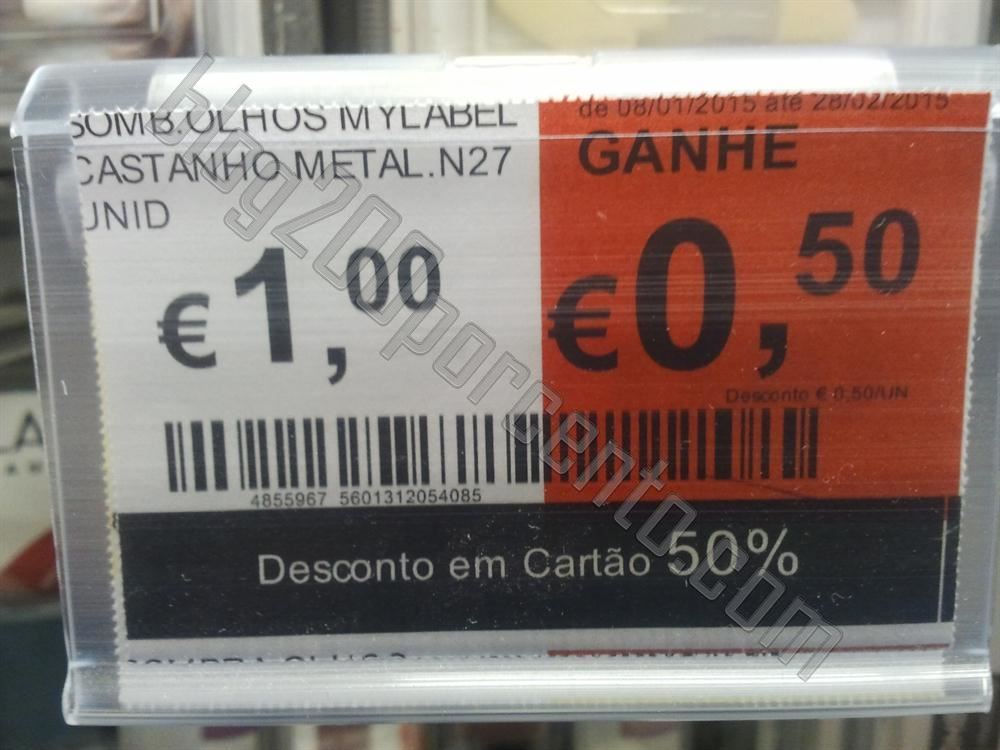 SOMB.OLHOS MYLABEL
CASTANHO METAL.N27
UNID
€1,00
de 08/01/2015 até 28/02/2015
GANHE
€0,50
Desconto € 0,50/UN
4855967 5601312054085
Desconto em Cartão 50%
blog200porcento.com